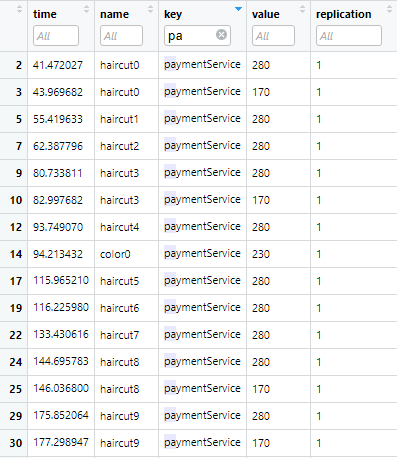 time name key value replication
All All pa All All
2 41.472027 haircut0 paymentService 280 1
3 43.969682 haircut0 paymentService 170 1
5 55.419633 haircut1 paymentService 280 1
7 62.387796 haircut2 paymentService 280 1
9 80.733811 haircut3 paymentService 280 1
10 82.997682 haircut3 paymentService 170 1
12 93.749070 haircut4 paymentService 280 1
14 94.213432 color0 paymentService 230 1
17 115.965210 haircut5 paymentService 280 1
19 116.225980 haircut6 paymentService 280 1
22 133.430616 haircut7 paymentService 280 1
24 144.695783 haircut8 paymentService 280 1
25 146.036800 haircut8 paymentService 170 1
29 175.852064 haircut9 paymentService 280 1
30 177.298947 haircut9 paymentService 170 1